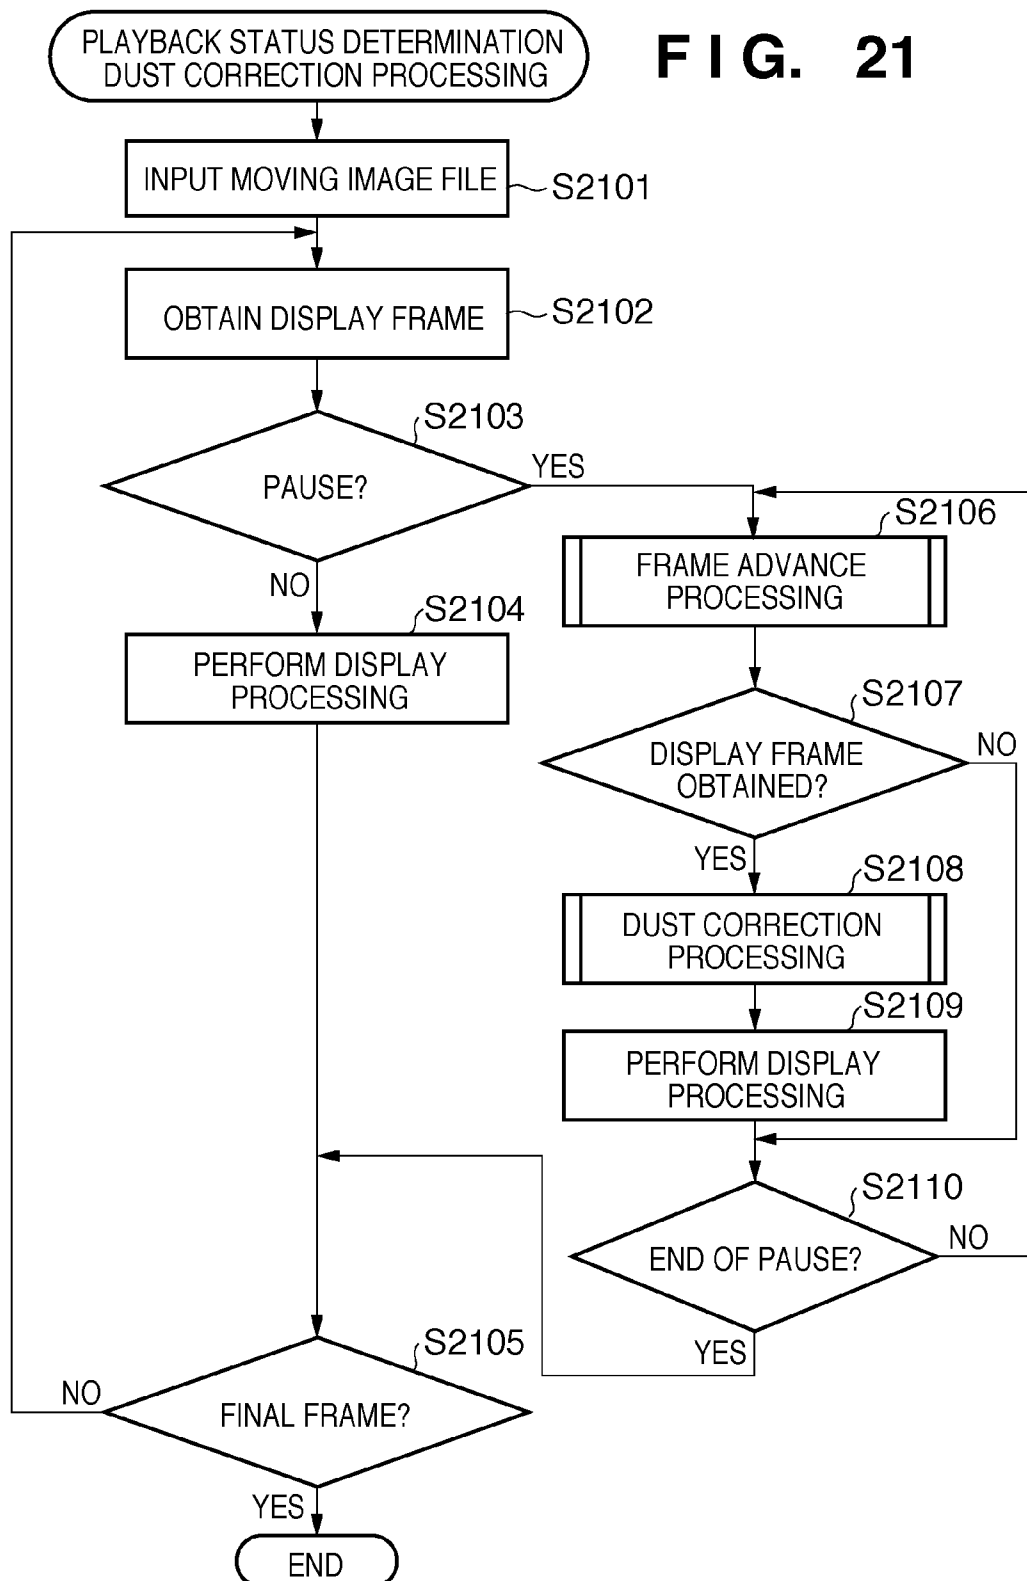 FIG. 21
PLAYBACK STATUS DETERMINATION
DUST CORRECTION PROCESSING
INPUT MOVING IMAGE FILE
S2101
OBTAIN DISPLAY FRAME
S2102
S2103
PAUSE?
YES
NO
S2104
PERFORM DISPLAY
PROCESSING
S2106
FRAME ADVANCE
PROCESSING
S2107
DISPLAY FRAME
OBTAINED?
NO
YES
S2108
DUST CORRECTION
PROCESSING
S2109
PERFORM DISPLAY
PROCESSING
S2110
END OF PAUSE?
NO
YES
S2105
FINAL FRAME?
NO
YES
END